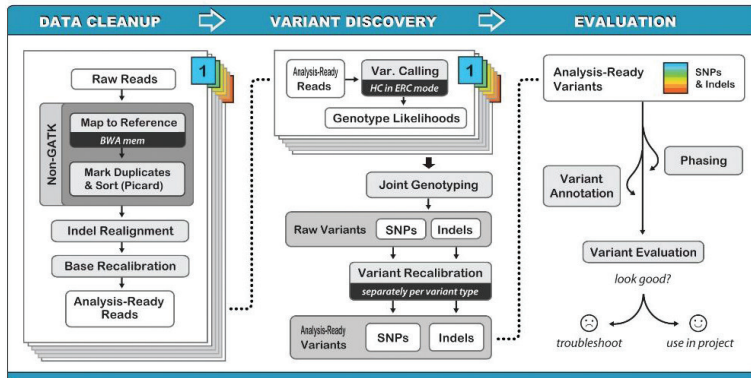 DATA CLEANUP
VARIANT DISCOVERY
EVALUATION
1
Raw Reads
Non-GATK
Map to Reference
BWA mem
Mark Duplicates
& Sort (Picard)
Indel Realignment
Base Recalibration
Analysis-Ready
Reads
1
Analysis-Ready
Reads
Var. Calling
HC in ERC mode
Genotype Likelihoods
Joint Genotyping
Raw Variants
SNPs
Indels
Variant Recalibration
separately per variant type
Analysis-Ready
Variants
SNPs
Indels
Analysis-Ready
Variants
SNPs
& Indels
Phasing
Variant
Annotation
Variant Evaluation
look good?
troubleshoot
use in project